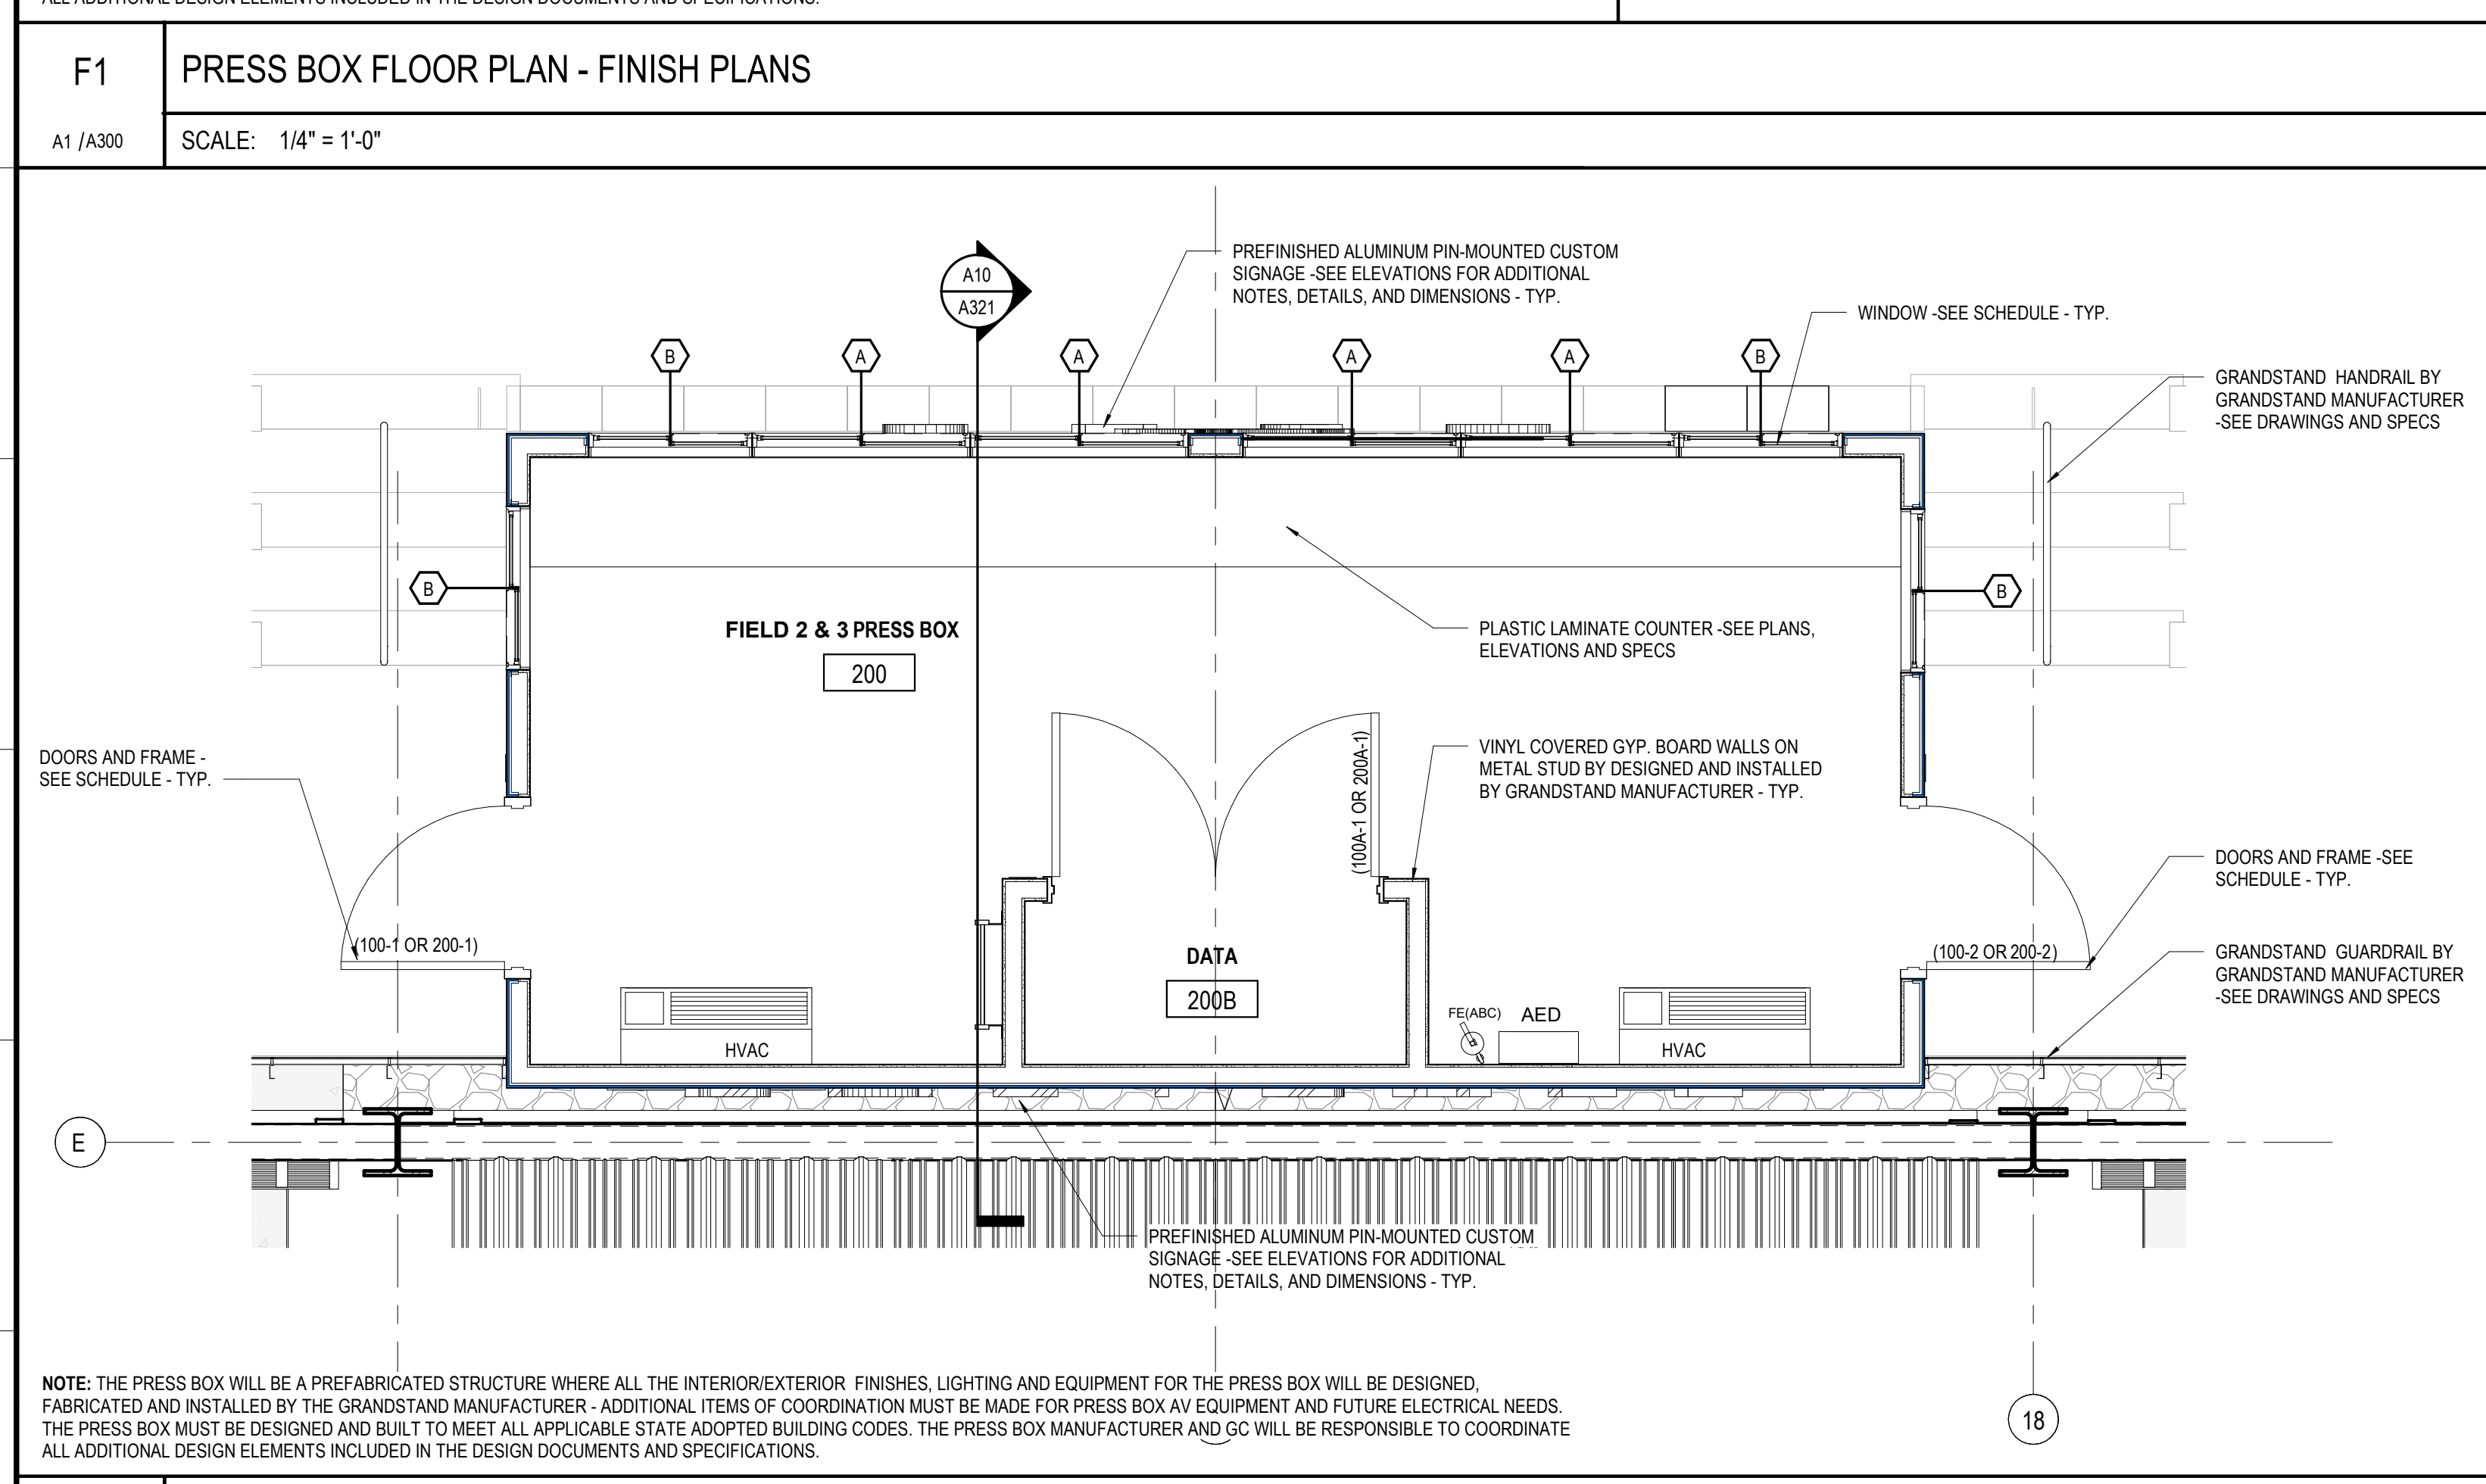 ALL ADDITIONAL DESIGN ELEMENTS INCLUDED IN THE DESIGN DOCUMENTS AND SPECIFICATIONS.
F1
PRESS BOX FLOOR PLAN - FINISH PLANS
A1 / A300
SCALE: 1/4" = 1'-0"
A10
A321
PREFINISHED ALUMINUM PIN-MOUNTED CUSTOM
SIGNAGE -SEE ELEVATIONS FOR ADDITIONAL
NOTES, DETAILS, AND DIMENSIONS - TYP.
WINDOW -SEE SCHEDULE - TYP.
B
A
A
A
A
B
GRANDSTAND HANDRAIL BY
GRANDSTAND MANUFACTURER
-SEE DRAWINGS AND SPECS
B
B
FIELD 2 & 3 PRESS BOX
200
PLASTIC LAMINATE COUNTER -SEE PLANS,
ELEVATIONS AND SPECS
DOORS AND FRAME -
SEE SCHEDULE - TYP.
(100A-1 OR 200A-1)
VINYL COVERED GYP. BOARD WALLS ON
METAL STUD BY DESIGNED AND INSTALLED
BY GRANDSTAND MANUFACTURER - TYP.
DOORS AND FRAME -SEE
SCHEDULE - TYP.
(100-1 OR 200-1)
DATA
200B
(100-2 OR 200-2)
GRANDSTAND GUARDRAIL BY
GRANDSTAND MANUFACTURER
-SEE DRAWINGS AND SPECS
HVAC
FE(ABC)
AED
HVAC
E
PREFINISHED ALUMINUM PIN-MOUNTED CUSTOM
SIGNAGE -SEE ELEVATIONS FOR ADDITIONAL
NOTES, DETAILS, AND DIMENSIONS - TYP.
NOTE: THE PRESS BOX WILL BE A PREFABRICATED STRUCTURE WHERE ALL THE INTERIOR/EXTERIOR FINISHES, LIGHTING AND EQUIPMENT FOR THE PRESS BOX WILL BE DESIGNED,
FABRICATED AND INSTALLED BY THE GRANDSTAND MANUFACTURER - ADDITIONAL ITEMS OF COORDINATION MUST BE MADE FOR PRESS BOX AV EQUIPMENT AND FUTURE ELECTRICAL NEEDS.
THE PRESS BOX MUST BE DESIGNED AND BUILT TO MEET ALL APPLICABLE STATE ADOPTED BUILDING CODES. THE PRESS BOX MANUFACTURER AND GC WILL BE RESPONSIBLE TO COORDINATE
ALL ADDITIONAL DESIGN ELEMENTS INCLUDED IN THE DESIGN DOCUMENTS AND SPECIFICATIONS.
18